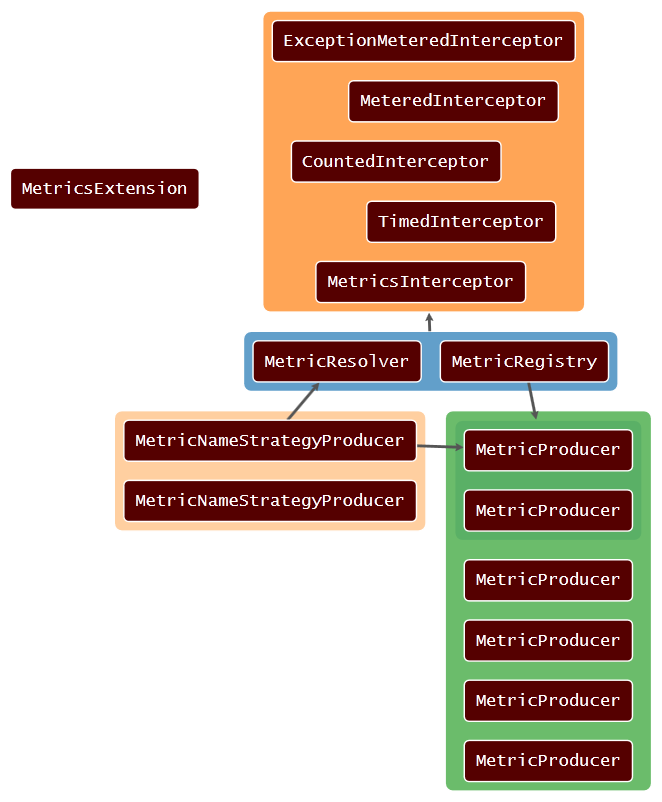 ExceptionMeteredInterceptor
MeteredInterceptor
CountedInterceptor
MetricsExtension
TimedInterceptor
MetricsInterceptor
MetricResolver
MetricRegistry
MetricNameStrategyProducer
MetricProducer
MetricNameStrategyProducer
MetricProducer
MetricProducer
MetricProducer
MetricProducer
MetricProducer